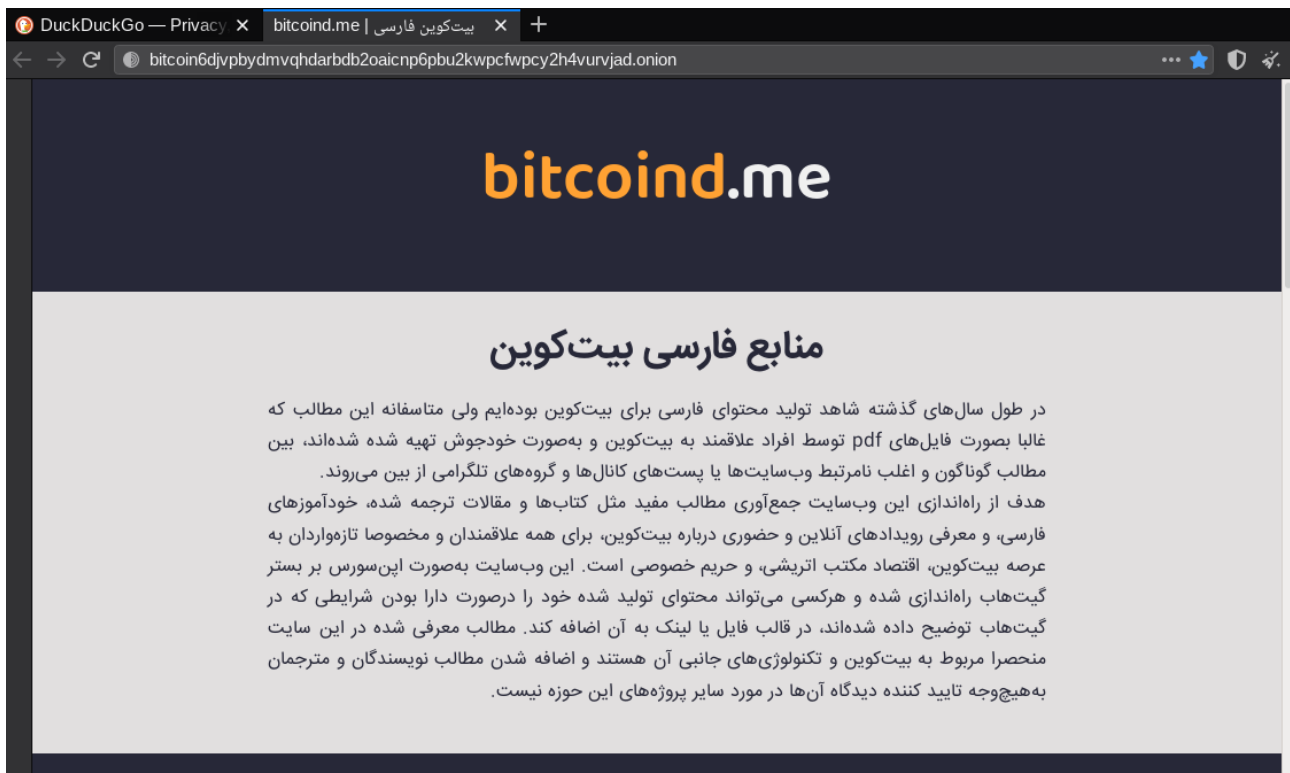 DuckDuckGo — Privacy
بیت‌کوین فارسی | bitcoind.me
bitcoin6djvpbydmvqhdarbdb2oaicnp6pbu2kwpcfwpcy2h4vurvjad.onion
bitcoind.me
منابع فارسی بیت‌کوین
در طول سال‌های گذشته شاهد تولید محتوای فارسی برای بیت‌کوین بوده‌ایم ولی متاسفانه این مطالب که
غالبا بصورت فایل‌های pdf توسط افراد علاقمند به بیت‌کوین و به‌صورت خودجوش تهیه شده شده‌اند، بین
مطالب گوناگون و اغلب نامرتبط وب‌سایت‌ها یا پست‌های کانال‌ها و گروه‌های تلگرامی از بین می‌روند.
هدف از راه‌اندازی این وب‌سایت جمع‌آوری مطالب مفید مثل کتاب‌ها و مقالات ترجمه شده، خودآموزهای
فارسی، و معرفی رویدادهای آنلاین و حضوری درباره بیت‌کوین، برای همه علاقمندان و مخصوصا تازه‌واردان به
عرصه بیت‌کوین، اقتصاد مکتب اتریشی، و حریم خصوصی است. این وب‌سایت به‌صورت اپن‌سورس بر بستر
گیت‌هاب راه‌اندازی شده و هرکسی می‌تواند محتوای تولید شده خود را درصورت دارا بودن شرایطی که در
گیت‌هاب توضیح داده شده‌اند، در قالب فایل یا لینک به آن اضافه کند. مطالب معرفی شده در این سایت
منحصرا مربوط به بیت‌کوین و تکنولوژی‌های جانبی آن هستند و اضافه شدن مطالب نویسندگان و مترجمان
به‌هیچ‌وجه تایید کننده دیدگاه آن‌ها در مورد سایر پروژه‌های این حوزه نیست.